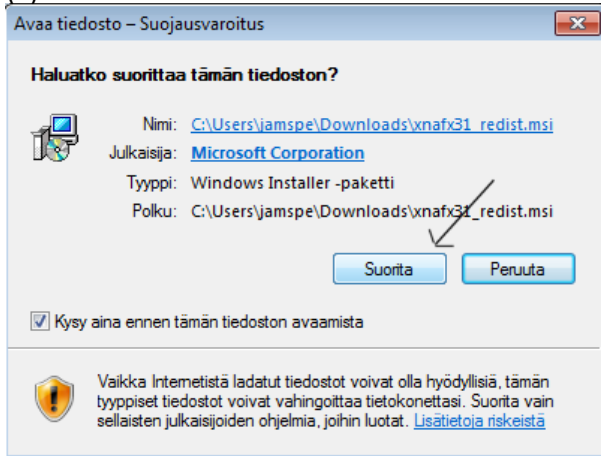 Avaa tiedosto – Suojausvaroitus
Haluatko suorittaa tämän tiedoston?
Nimi: C:\Users\jamspe\Downloads\xnafx31_redist.msi
Julkaisija: Microsoft Corporation
Tyyppi: Windows Installer -paketti
Polku: C:\Users\jamspe\Downloads\xnafx31_redist.msi
Suorita Peruuta
Kysy aina ennen tämän tiedoston avaamista
Vaikka Internetistä ladatut tiedostot voivat olla hyödyllisiä, tämän
tyyppiset tiedostot voivat vahingoittaa tietokonettasi. Suorita vain
sellaisten julkaisijoiden ohjelmia, joihin luotat. Lisätietoja riskeistä